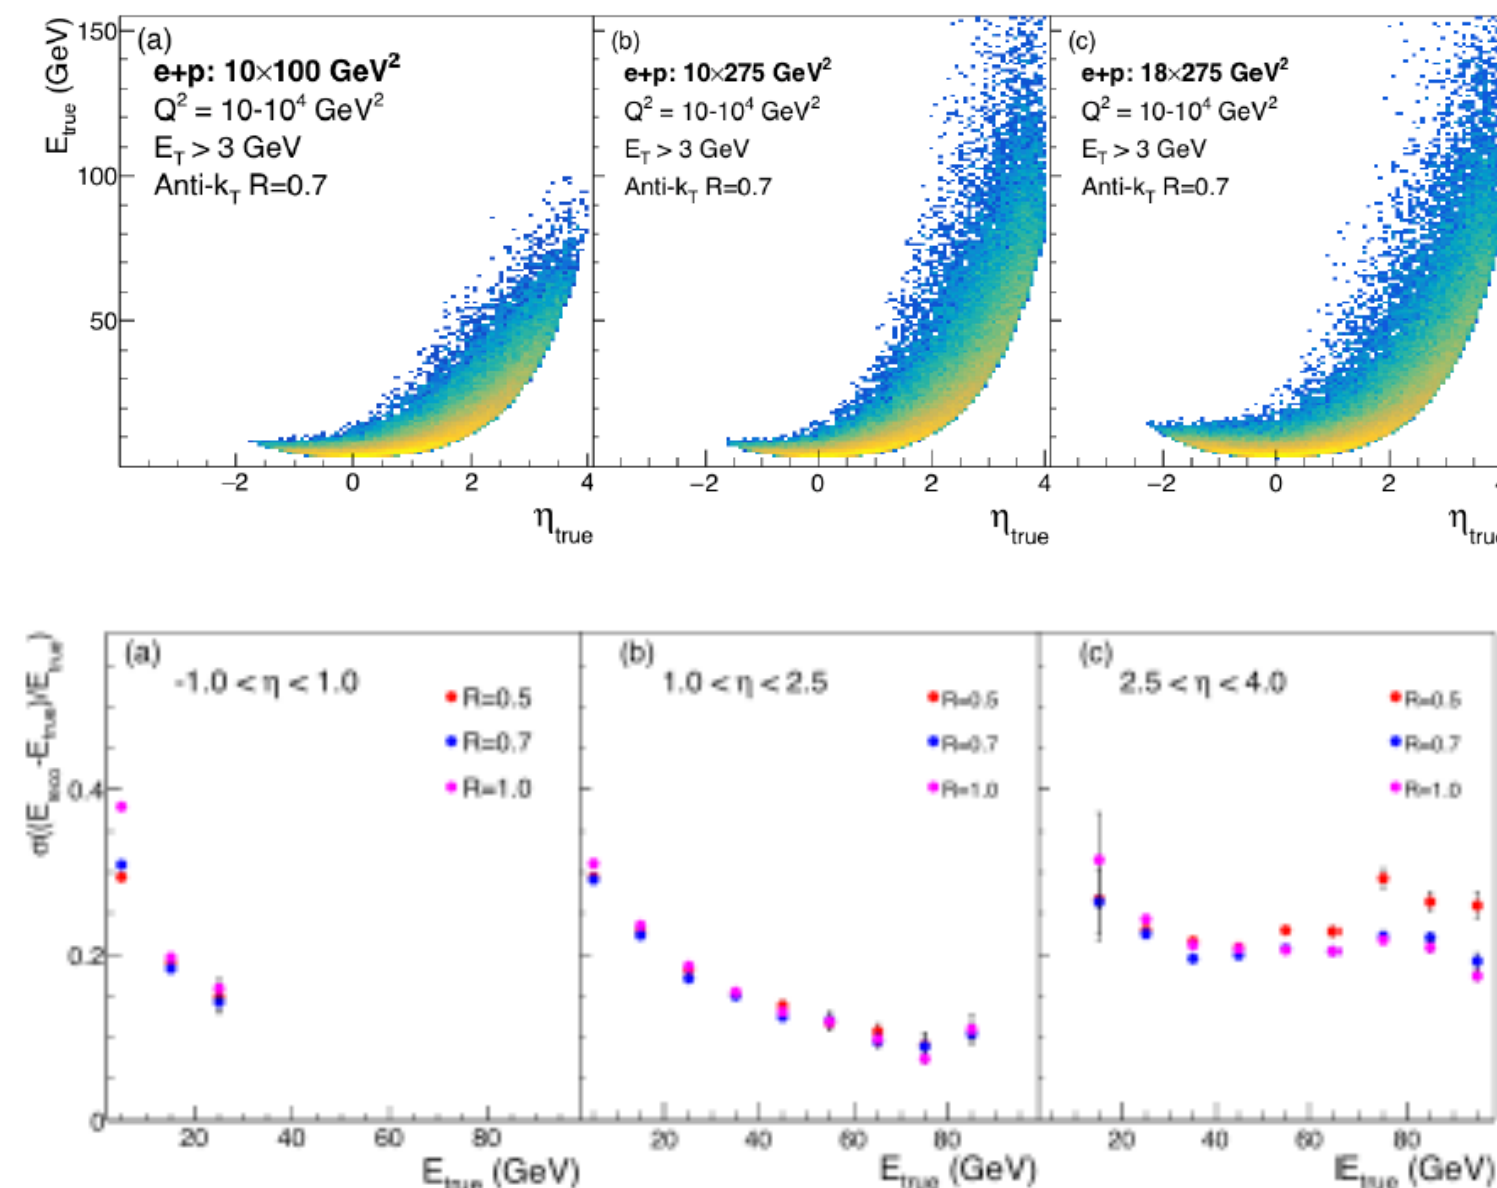 E_true (GeV)
150
100
50
(a)
e+p: 10×100 GeV²
Q² = 10-10⁴ GeV²
E_T > 3 GeV
Anti-k_T R=0.7
(b)
e+p: 10×275 GeV²
Q² = 10-10⁴ GeV²
E_T > 3 GeV
Anti-k_T R=0.7
(c)
e+p: 18×275 GeV²
Q² = 10-10⁴ GeV²
E_T > 3 GeV
Anti-k_T R=0.7
−2 0 2 4
−2 0 2 4
−2 0 2
η_true
η_true
η_true
σ((E_reco-E_true)/E_true)
0.4
0.2
0
(a)
-1.0 < η < 1.0
R=0.5
R=0.7
R=1.0
(b)
1.0 < η < 2.5
R=0.5
R=0.7
R=1.0
(c)
2.5 < η < 4.0
R=0.5
R=0.7
R=1.0
20 40 60 80
20 40 60 80
20 40 60 80
E_true (GeV)
E_true (GeV)
E_true (GeV)